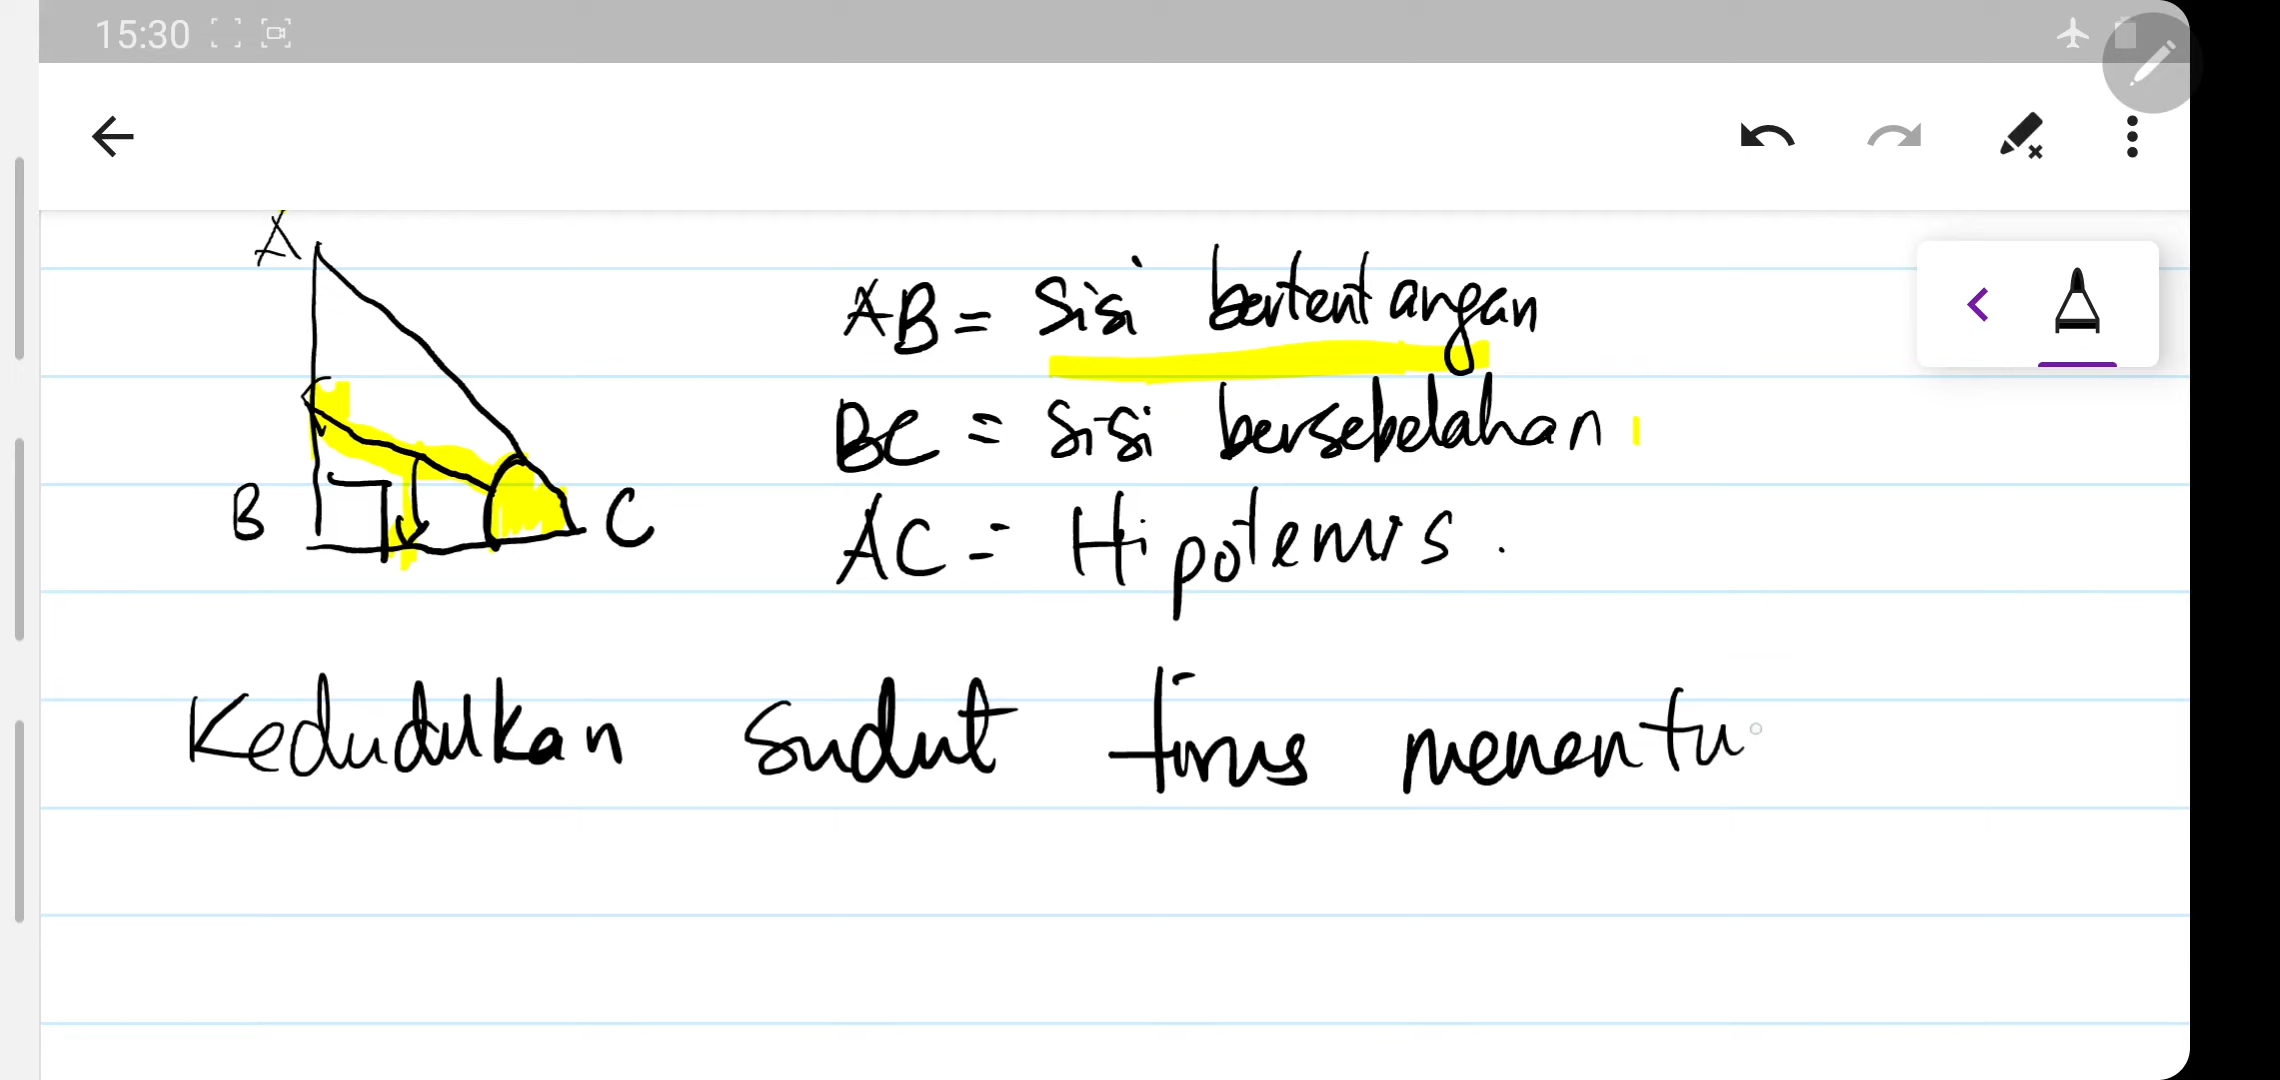 15:30
A
B
C
AB = Sisi bertentangan
BC = Sisi bersebelahan
AC = Hipotenus.
Kedudukan Sudut tirus menentu